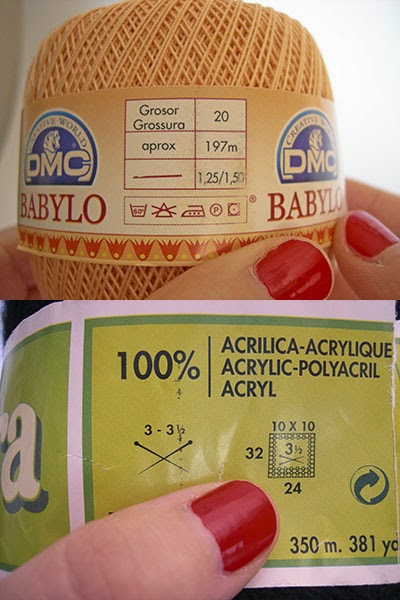 CREATIVE WORLD
DMC
BABYLO
Grosor
Grossura
20
aprox
197m
1,25/1,50
60°
P
®
CREATIVE WORLD
DMC
BABYLO
a
100%
ACRILICA-ACRYLIQUE
ACRYLIC-POLYACRIL
ACRYL
3 - 3½
10 X 10
32
3½
24
350 m. 381 yd